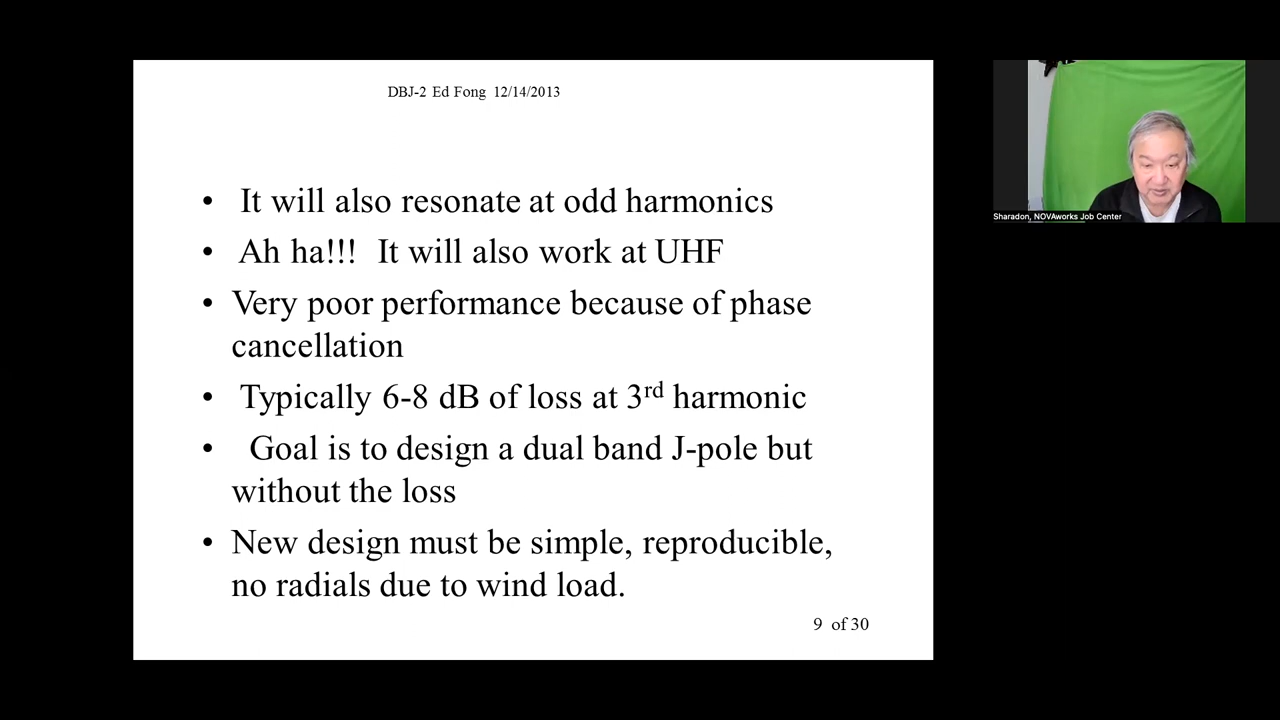 DBJ-2 Ed Fong 12/14/2013
• It will also resonate at odd harmonics
• Ah ha!!! It will also work at UHF
• Very poor performance because of phase
cancellation
• Typically 6-8 dB of loss at 3rd harmonic
• Goal is to design a dual band J-pole but
without the loss
• New design must be simple, reproducible,
no radials due to wind load.
9 of 30
Sharadon, NOVAworks Job Center